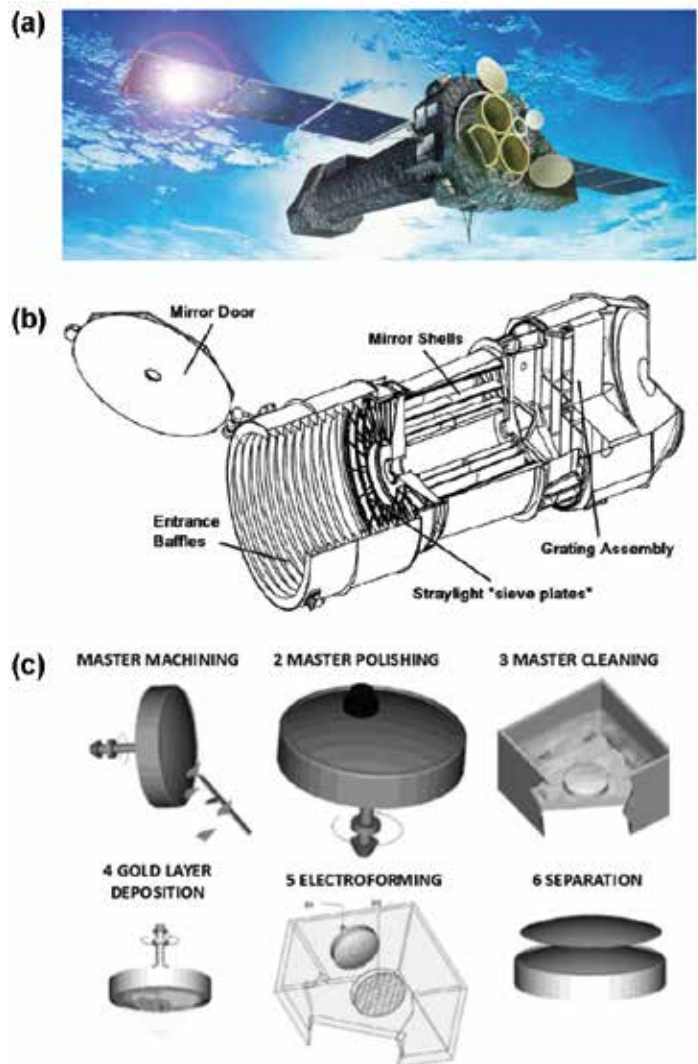 (a)
(b)
Mirror Door
Mirror Shells
Entrance
Baffles
Grating Assembly
Straylight "sieve plates"
(c)
MASTER MACHINING
2 MASTER POLISHING
3 MASTER CLEANING
4 GOLD LAYER
DEPOSITION
5 ELECTROFORMING
6 SEPARATION